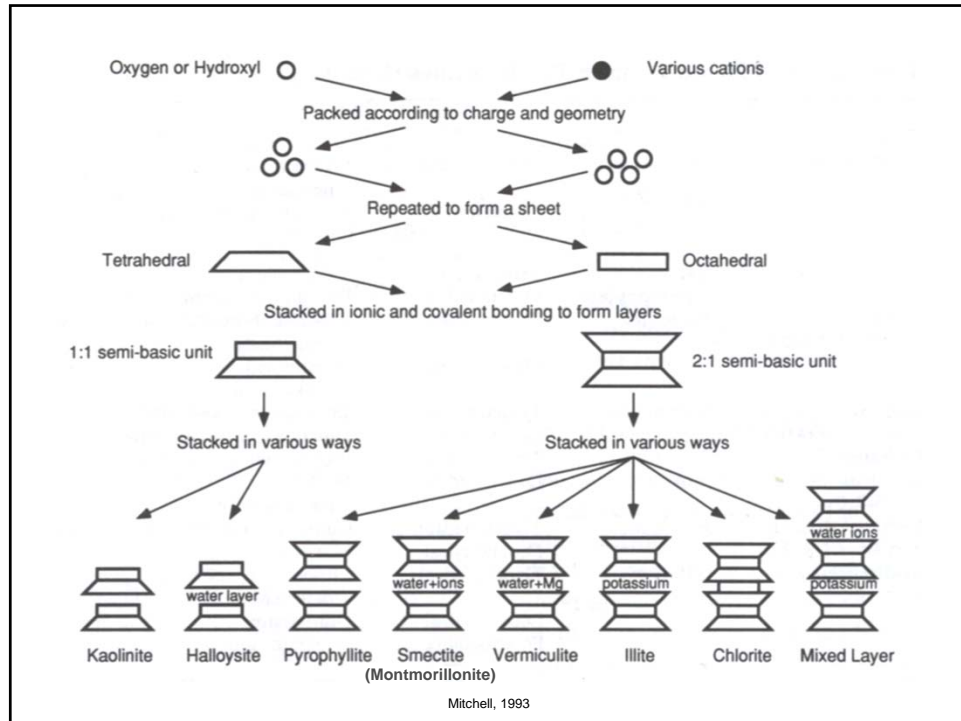 Oxygen or Hydroxyl
Various cations
Packed according to charge and geometry
Repeated to form a sheet
Tetrahedral
Octahedral
Stacked in ionic and covalent bonding to form layers
1:1 semi-basic unit
2:1 semi-basic unit
Stacked in various ways
Stacked in various ways
water ions
water layer
water+ions
water+Mg
potassium
potassium
Kaolinite
Halloysite
Pyrophyllite
Smectite
Vermiculite
Illite
Chlorite
Mixed Layer
(Montmorillonite)
Mitchell, 1993